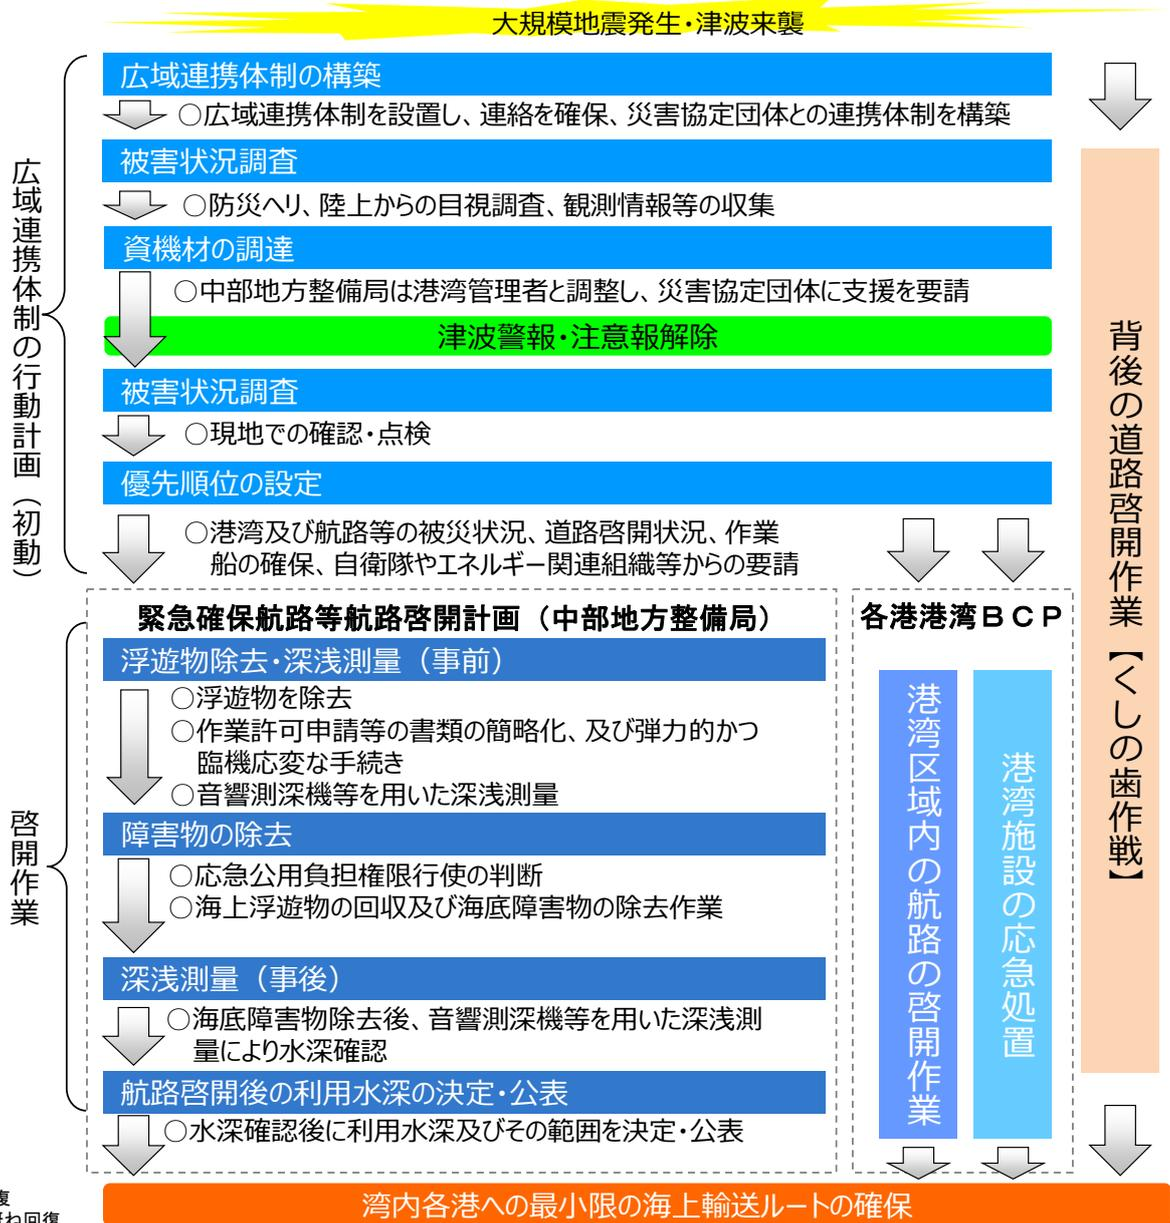 大規模地震発生・津波来襲
広域連携体制の行動計画（初動）
広域連携体制の構築
○広域連携体制を設置し、連絡を確保、災害協定団体との連携体制を構築
被害状況調査
○防災ヘリ、陸上からの目視調査、観測情報等の収集
資機材の調達
○中部地方整備局は港湾管理者と調整し、災害協定団体に支援を要請
津波警報・注意報解除
被害状況調査
○現地での確認・点検
優先順位の設定
○港湾及び航路等の被災状況、道路啓開状況、作業
船の確保、自衛隊やエネルギー関連組織等からの要請
啓開作業
緊急確保航路等航路啓開計画（中部地方整備局）
浮遊物除去・深浅測量（事前）
○浮遊物を除去
○作業許可申請等の書類の簡略化、及び弾力的かつ
臨機応変な手続き
○音響測深機等を用いた深浅測量
障害物の除去
○応急公用負担権限行使の判断
○海上浮遊物の回収及び海底障害物の除去作業
深浅測量（事後）
○海底障害物除去後、音響測深機等を用いた深浅測
量により水深確認
航路啓開後の利用水深の決定・公表
○水深確認後に利用水深及びその範囲を決定・公表
各港港湾ＢＣＰ
港湾区域内の航路の啓開作業
港湾施設の応急処置
背後の道路啓開作業【くしの歯作戦】
湾内各港への最小限の海上輸送ルートの確保